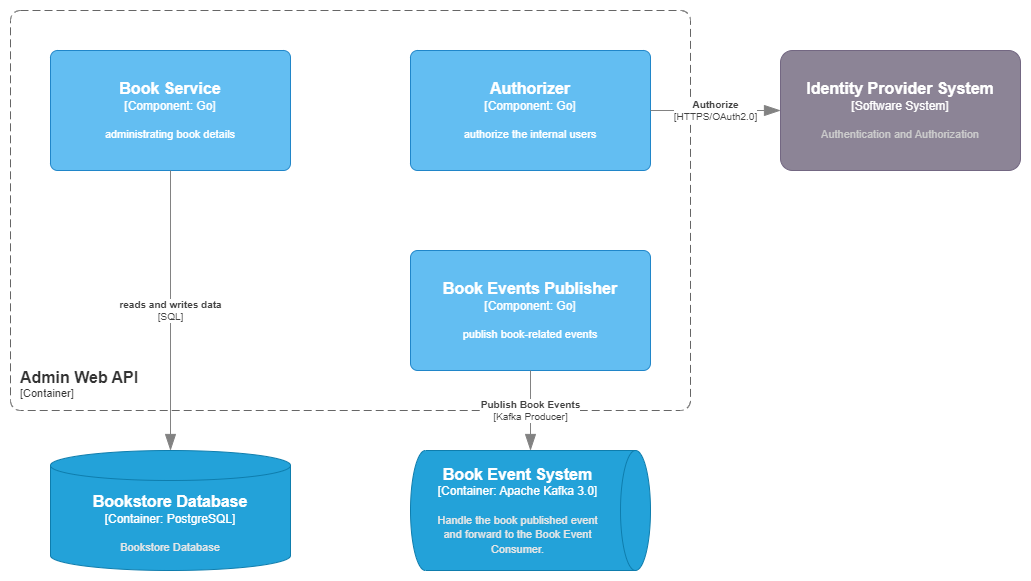 Book Service
[Component: Go]
administrating book details
Authorizer
[Component: Go]
authorize the internal users
Authorize
[HTTPS/OAuth2.0]
Identity Provider System
[Software System]
Authentication and Authorization
Book Events Publisher
[Component: Go]
publish book-related events
reads and writes data
[SQL]
Admin Web API
[Container]
Publish Book Events
[Kafka Producer]
Bookstore Database
[Container: PostgreSQL]
Bookstore Database
Book Event System
[Container: Apache Kafka 3.0]
Handle the book published event
and forward to the Book Event
Consumer.